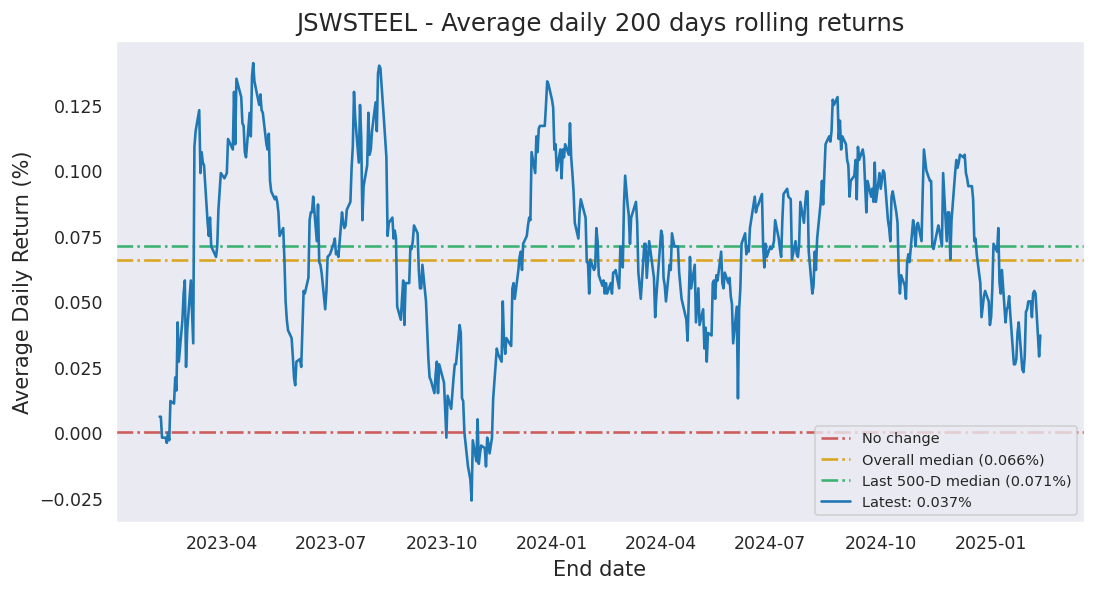 JSWSTEEL - Average daily 200 days rolling returns
Average Daily Return (%)
0.125
0.100
0.075
0.050
0.025
0.000
−0.025
2023-04
2023-07
2023-10
2024-01
2024-04
2024-07
2024-10
2025-01
End date
No change
Overall median (0.066%)
Last 500-D median (0.071%)
Latest: 0.037%